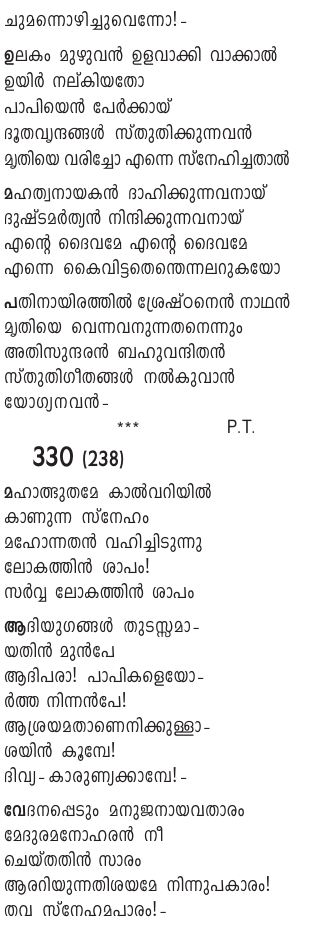 ചുമന്നൊഴിച്ചുവെന്നോ!-
ഉലകം മുഴുവൻ ഉളവാക്കി വാക്കാൽ
ഉയിർ നല്കിയതോ
പാപിയെൻ പേർക്കായ്
ദൂതവൃന്ദങ്ങൾ സ്തുതിക്കുന്നവൻ
മൃതിയെ വരിച്ചോ എന്നെ സ്നേഹിച്ചതാൽ
മഹത്വനായകൻ ദാഹിക്കുന്നവനായ്
ദുഷ്ടമർത്യൻ നിന്ദിക്കുന്നവനായ്
എന്റെ ദൈവമേ എന്റെ ദൈവമേ
എന്നെ കൈവിട്ടതെന്തെന്നലറുകയോ
പതിനായിരത്തിൽ ശ്രേഷ്ഠനെൻ നാഥൻ
മൃതിയെ വെന്നവനുന്നതനെന്നും
അതിസുന്ദരൻ ബഹുവന്ദിതൻ
സ്തുതിഗീതങ്ങൾ നൽകുവാൻ
യോഗ്യനവൻ-
*** P.T.
330 (238)
മഹാത്ഭുതമേ കാൽവറിയിൽ
കാണുന്ന സ്നേഹം
മഹോന്നതൻ വഹിച്ചിടുന്നു
ലോകത്തിൻ ശാപം!
സർവ്വ ലോകത്തിൻ ശാപം
ആദിയുഗങ്ങൾ തുടസ്സമാ-
യതിൻ മുൻപേ
ആദിപരാ! പാപികളെയോ-
ർത്ത നിന്നൻപേ!
ആശ്രയമതാണെനിക്കുള്ളാ-
ശയിൻ കൂമ്പേ!
ദിവ്യ-കാരുണ്യക്കാമ്പേ!-
വേദനപ്പെടും മനുജനായവതാരം
മേദുരമനോഹരൻ നീ
ചെയ്തതിൻ സാരം
ആരറിയുന്നതിശയമേ നിന്നുപകാരം!
തവ സ്നേഹമപാരം!-